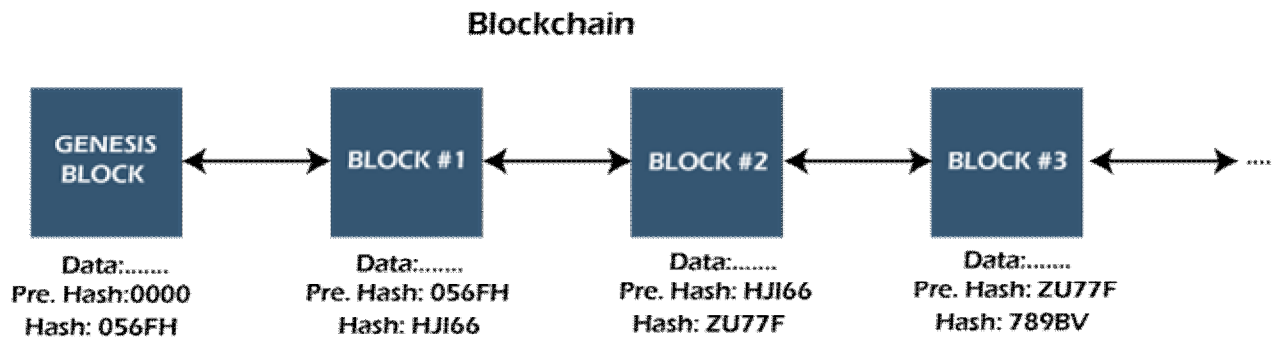 Blockchain
GENESIS
BLOCK
BLOCK #1
BLOCK #2
BLOCK #3
....
Data:.......
Pre. Hash:0000
Hash: 056FH
Data:.......
Pre. Hash: 056FH
Hash: HJI66
Data:.......
Pre. Hash: HJI66
Hash: ZU77F
Data:.......
Pre. Hash: ZU77F
Hash: 789BV